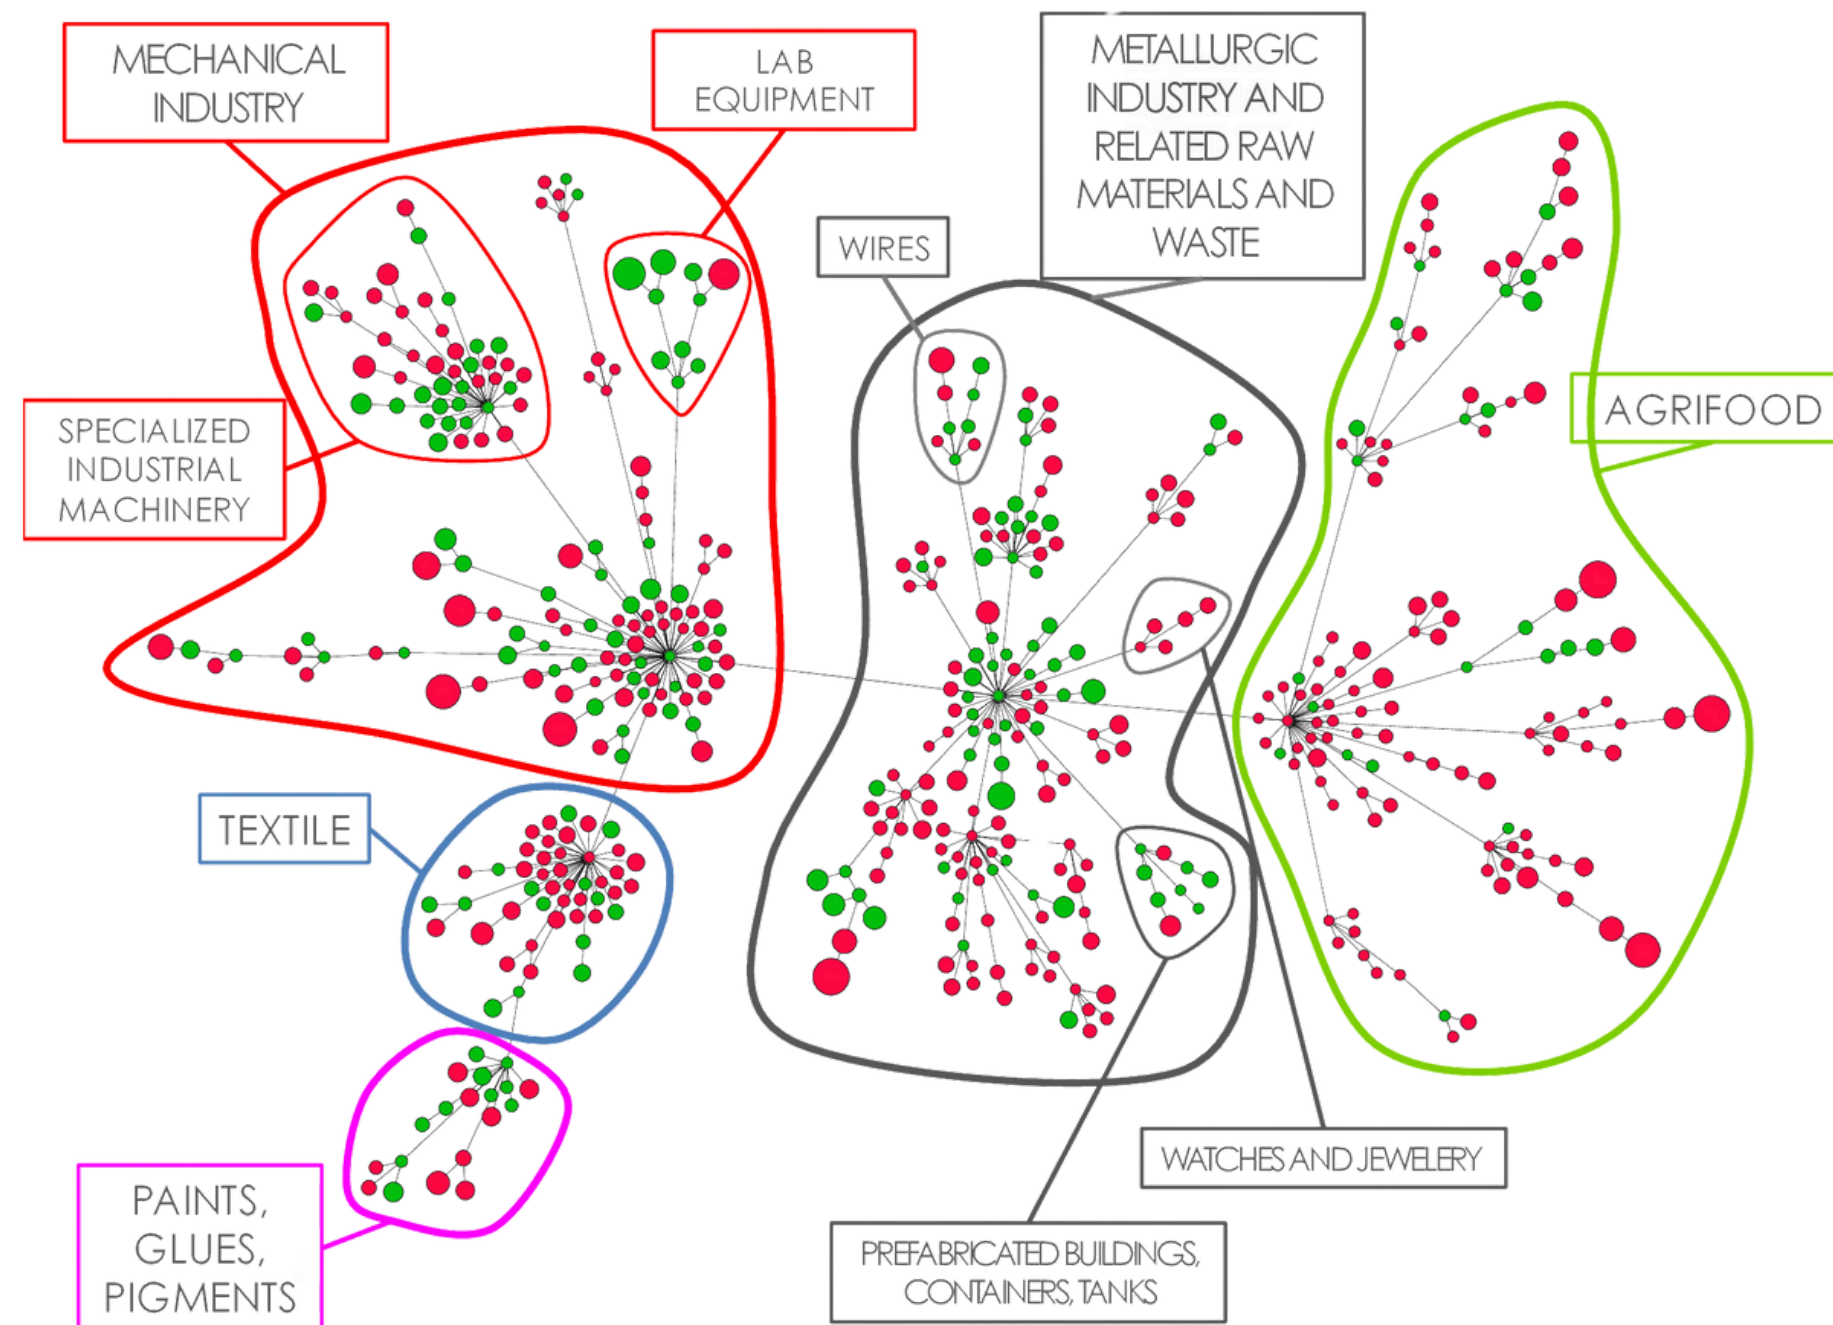 MECHANICAL
INDUSTRY
LAB
EQUIPMENT
METALLURGIC
INDUSTRY AND
RELATED RAW
MATERIALS AND
WASTE
WIRES
AGRIFOOD
SPECIALIZED
INDUSTRIAL
MACHINERY
TEXTILE
WATCHES AND JEWELERY
PAINTS,
GLUES,
PIGMENTS
PREFABRICATED BUILDINGS,
CONTAINERS, TANKS